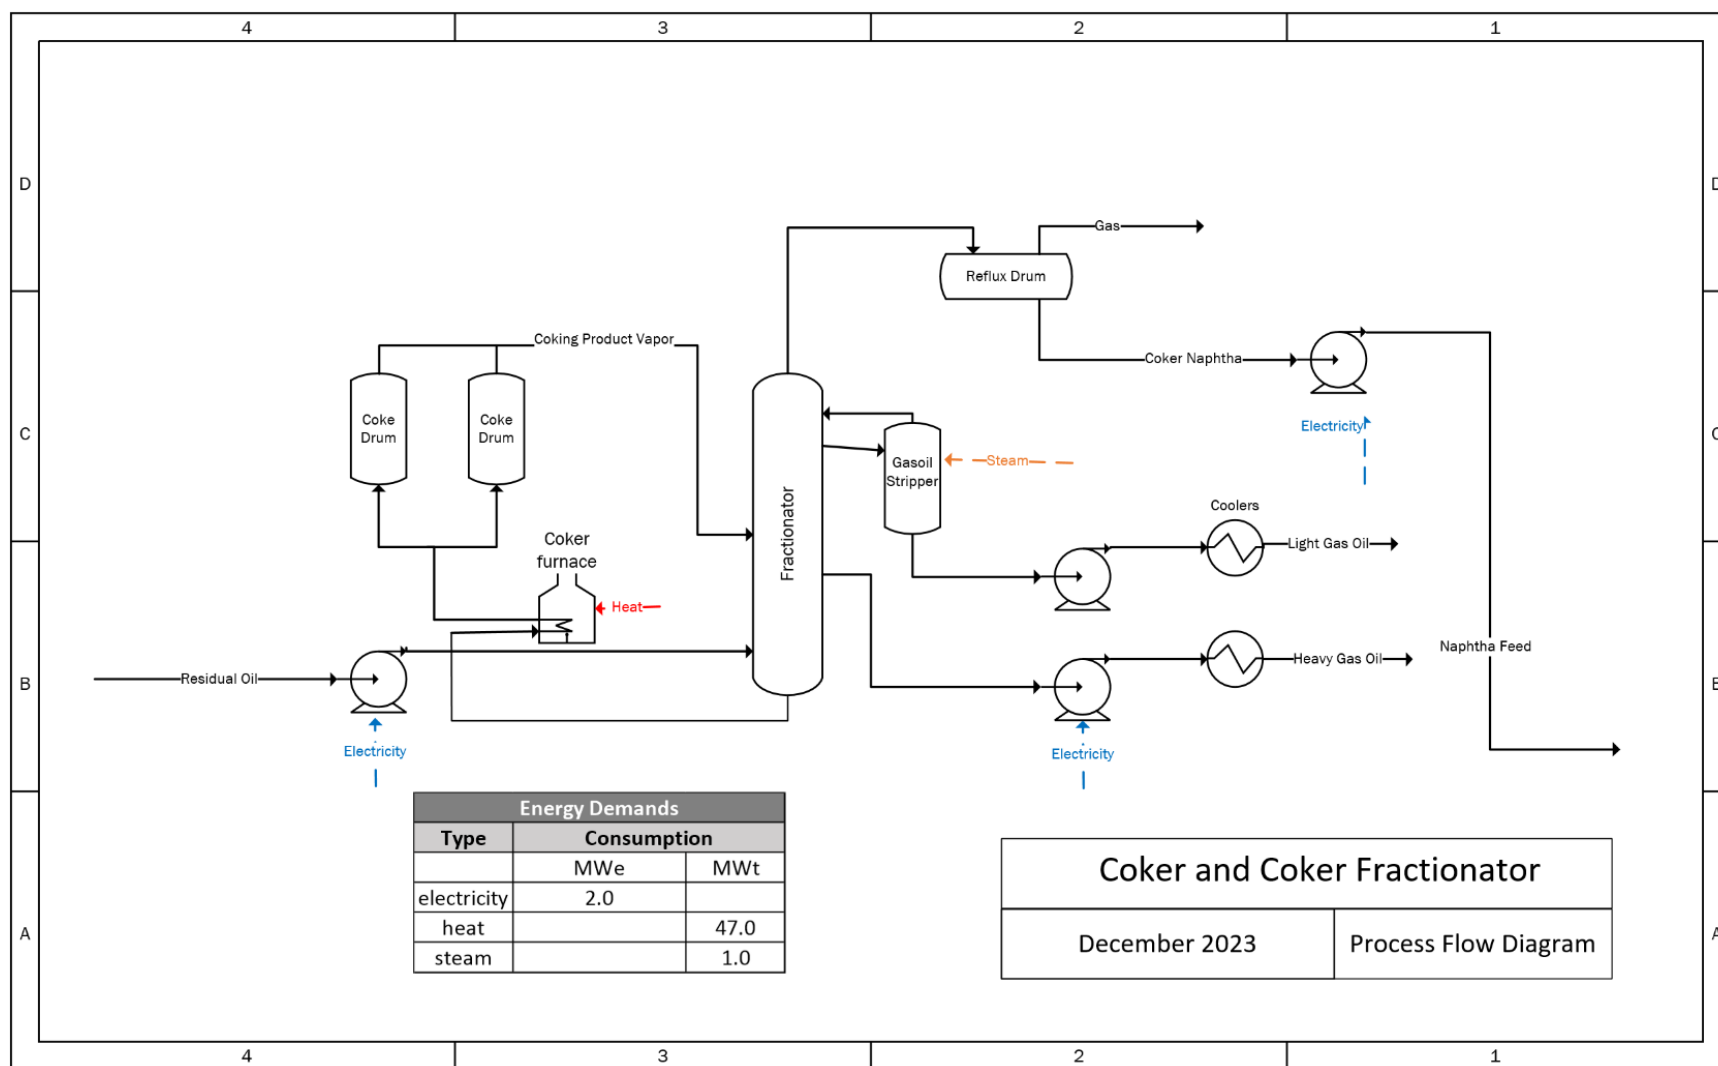 4 3 2 1
D D
Gas
Reflux Drum
Coking Product Vapor
Coker Naphtha
Coke
Drum
Coke
Drum
C C
Electricity
Gasoil
Stripper
Steam
Coolers
Fractionator
Coker
furnace
Light Gas Oil
Heat
Naphtha Feed
Heavy Gas Oil
Residual Oil
B B
Electricity
Electricity
Energy Demands
Type Consumption
MWe MWt
electricity 2.0
heat 47.0
steam 1.0
Coker and Coker Fractionator
December 2023 Process Flow Diagram
A A
4 3 2 1